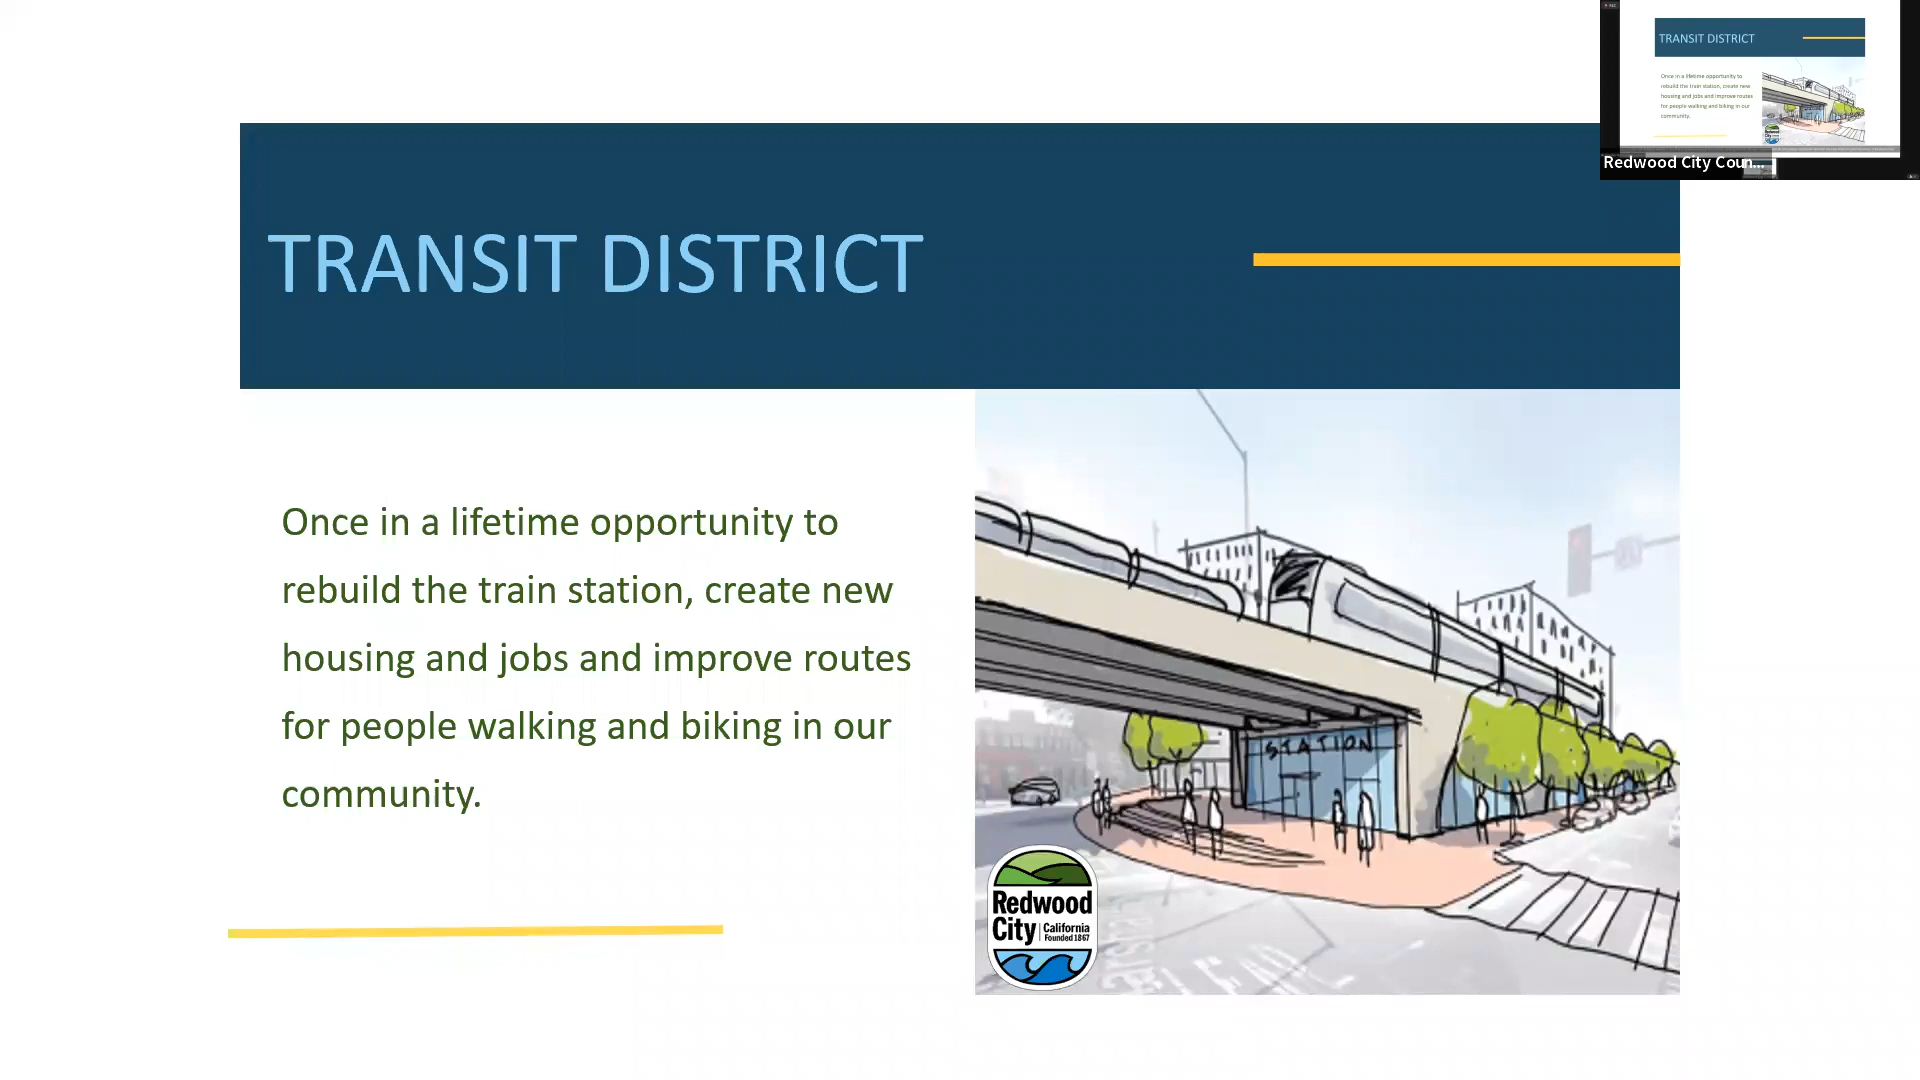 TRANSIT DISTRICT
Once in a lifetime opportunity to
rebuild the train station, create new
housing and jobs and improve routes
for people walking and biking in our
community.
STATION
Redwood
City
California
Founded 1867
TRANSIT DISTRICT
Once in a lifetime opportunity to
rebuild the train station, create new
housing and jobs and improve routes
for people walking and biking in our
community.
Redwood City Coun...